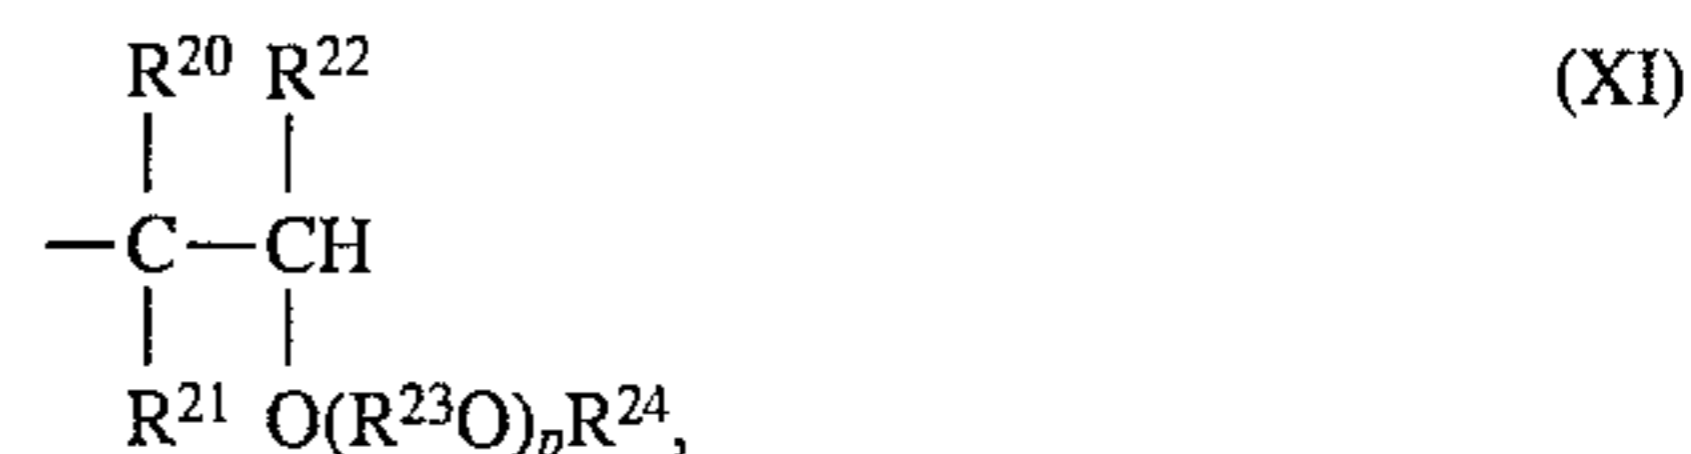 R²⁰ R²² (XI)
—C—CH
R²¹ O(R²³O)ₙR²⁴,